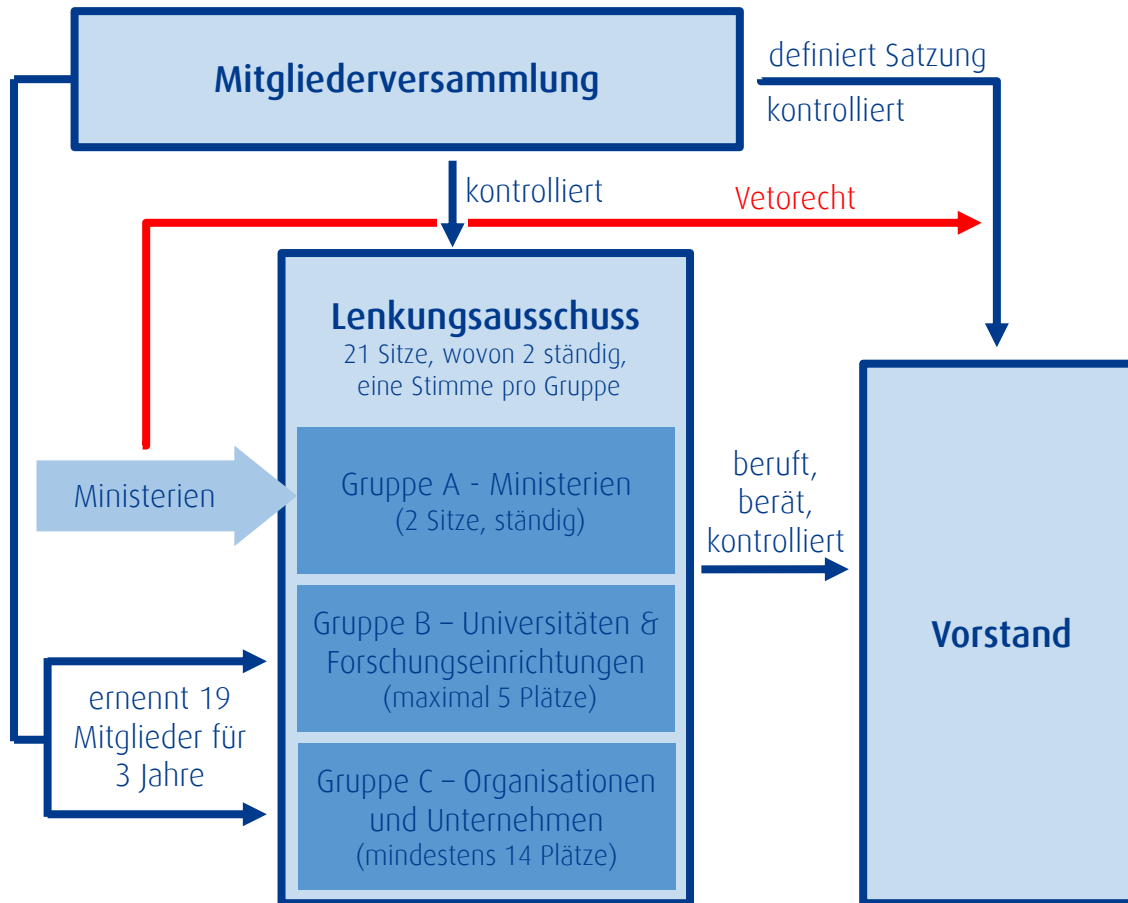 Mitgliederversammlung
definiert Satzung
kontrolliert
kontrolliert
Vetorecht
Lenkungsausschuss
21 Sitze, wovon 2 ständig,
eine Stimme pro Gruppe
Ministerien
Gruppe A - Ministerien
(2 Sitze, ständig)
beruft,
berät,
kontrolliert
Gruppe B – Universitäten &
Forschungseinrichtungen
(maximal 5 Plätze)
Vorstand
ernennt 19
Mitglieder für
3 Jahre
Gruppe C – Organisationen
und Unternehmen
(mindestens 14 Plätze)